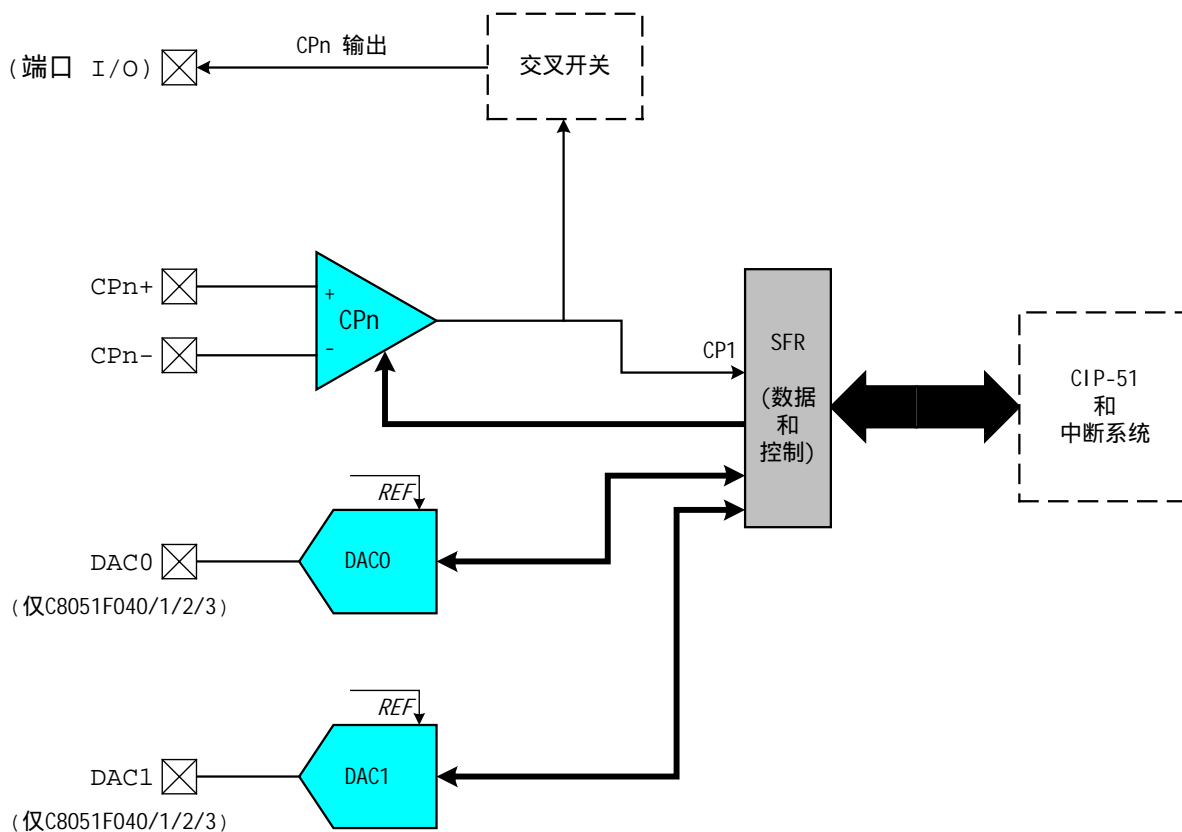 CPn 输出
(端口 I/O)
交叉开关
CPn+
+
CPn
CPn-
-
CP1
SFR
(数据
和
控制)
CIP-51
和
中断系统
REF
DAC0
DAC0
(仅C8051F040/1/2/3)
REF
DAC1
DAC1
(仅C8051F040/1/2/3)